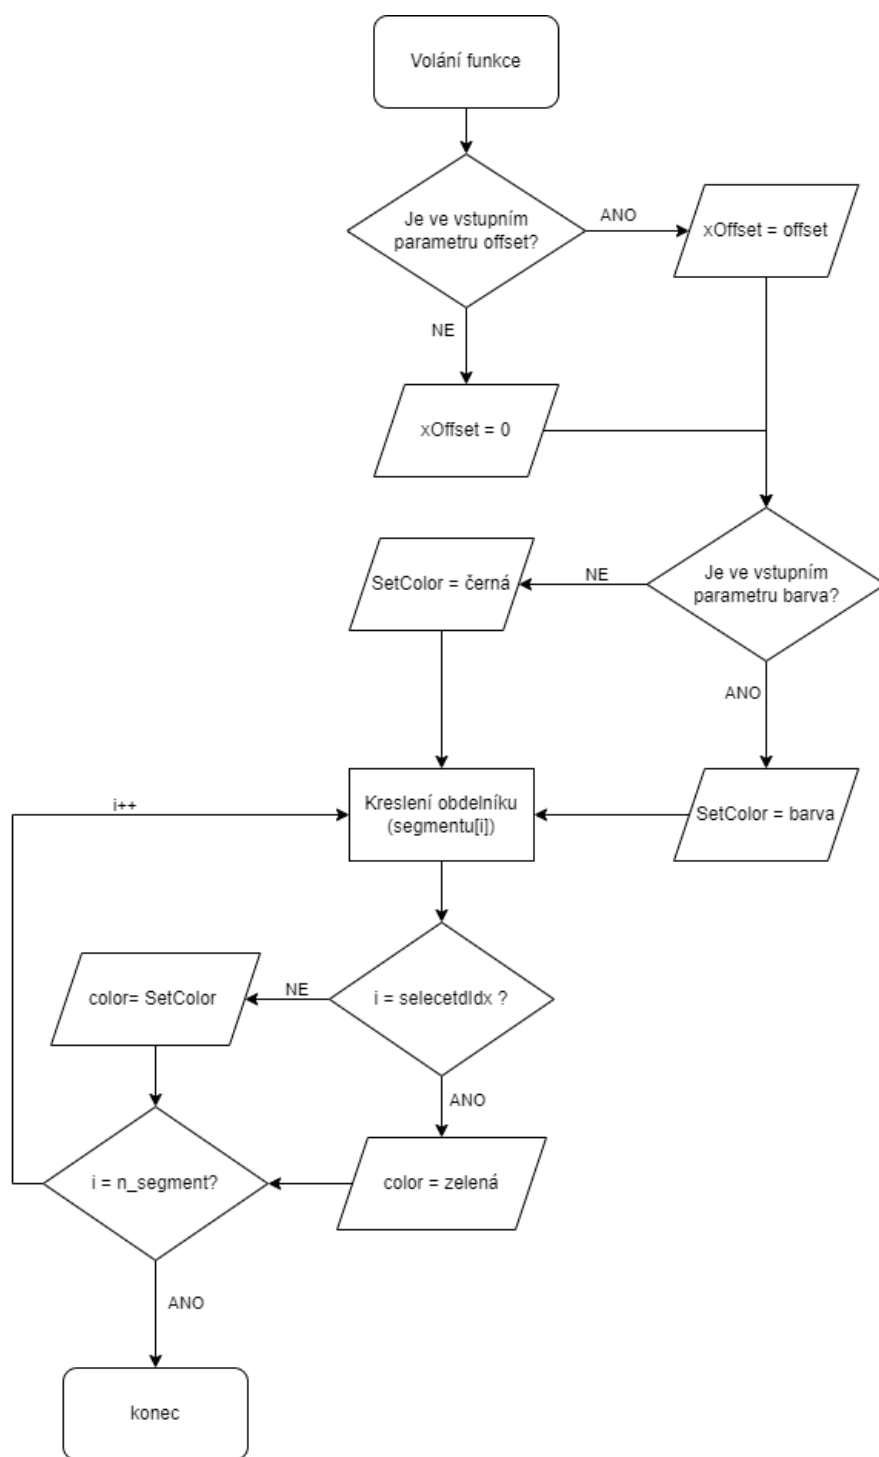 Volání funkce
Je ve vstupním
parametru offset?
ANO
xOffset = offset
NE
xOffset = 0
Je ve vstupním
parametru barva?
NE
SetColor = černá
ANO
SetColor = barva
Kreslení obdelníku
(segmentu[i])
i++
i = selecetdIdx ?
NE
color= SetColor
ANO
color = zelená
i = n_segment?
ANO
konec